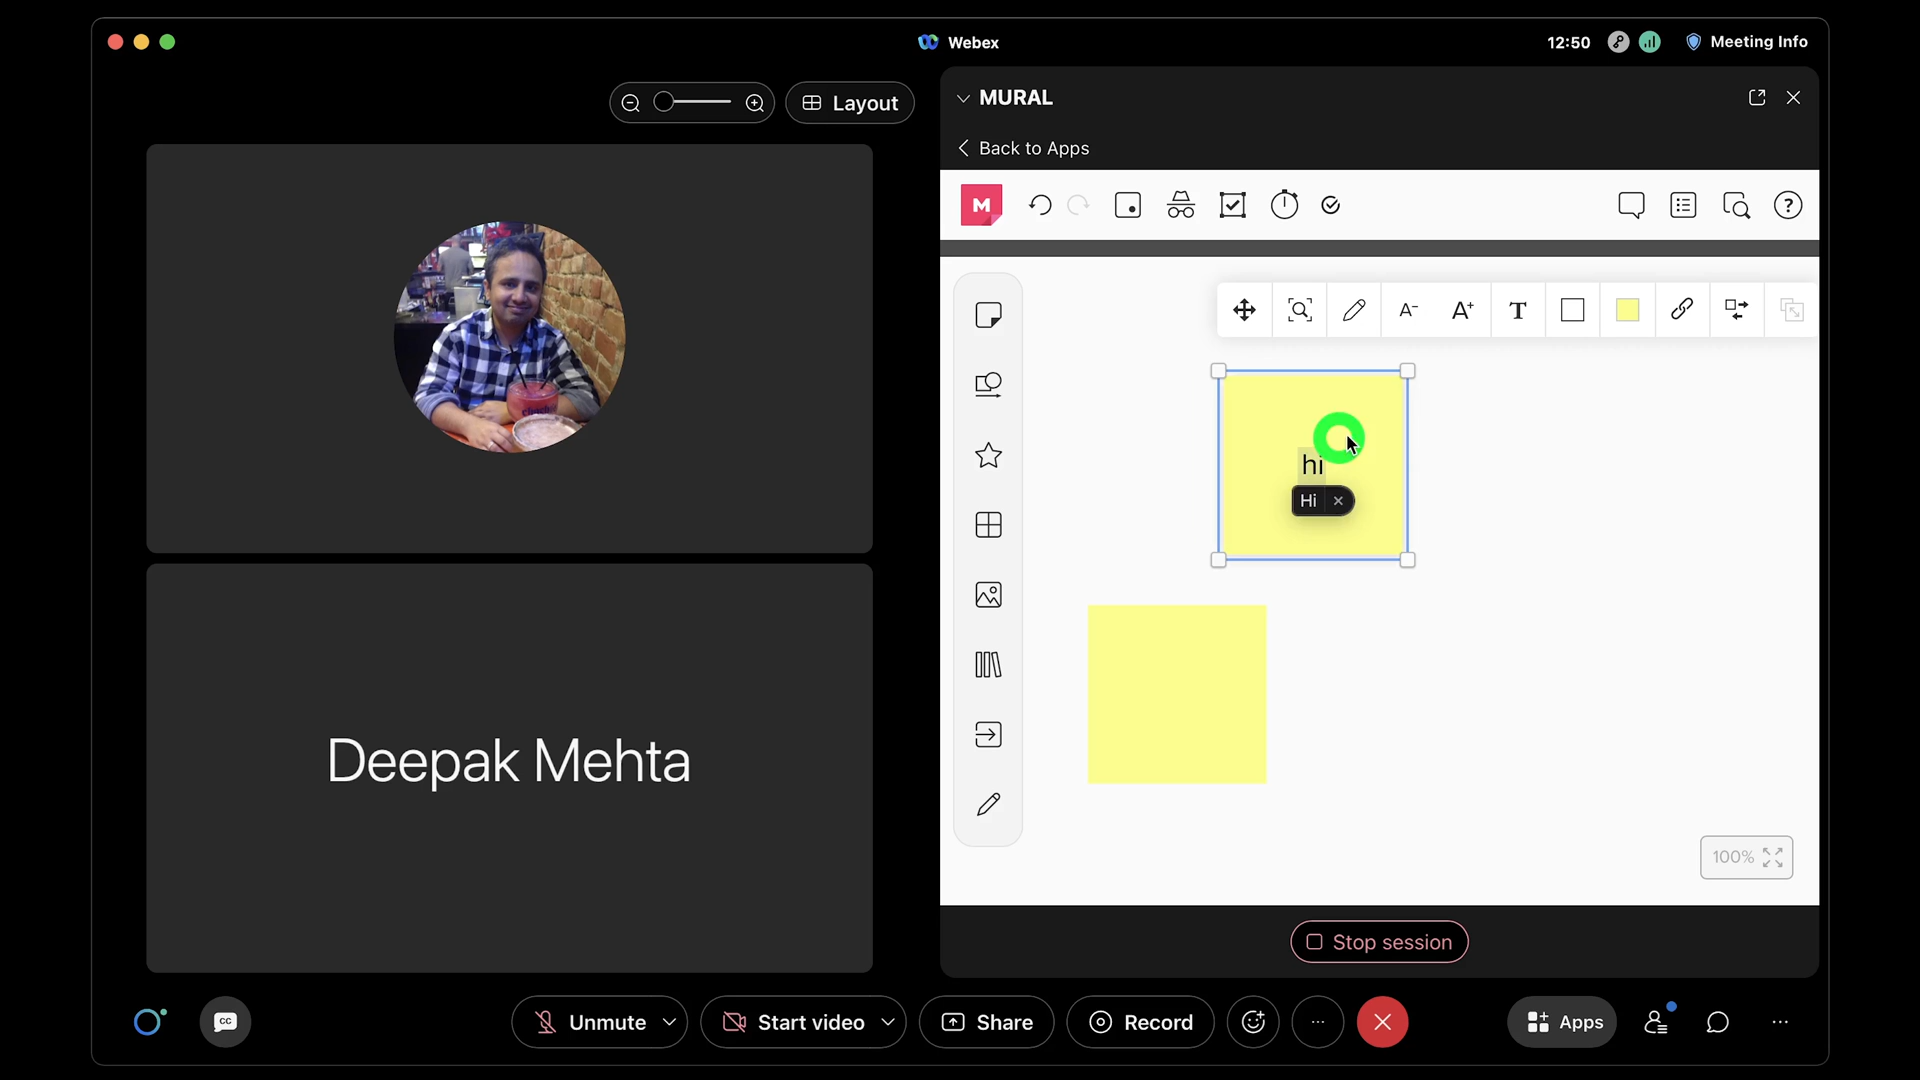 Webex
12:50
Meeting Info
Layout
MURAL
Back to Apps
M
A-
A+
T
hi
Hi
Deepak Mehta
100%
Stop session
CC
Unmute
Start video
Share
Record
Apps